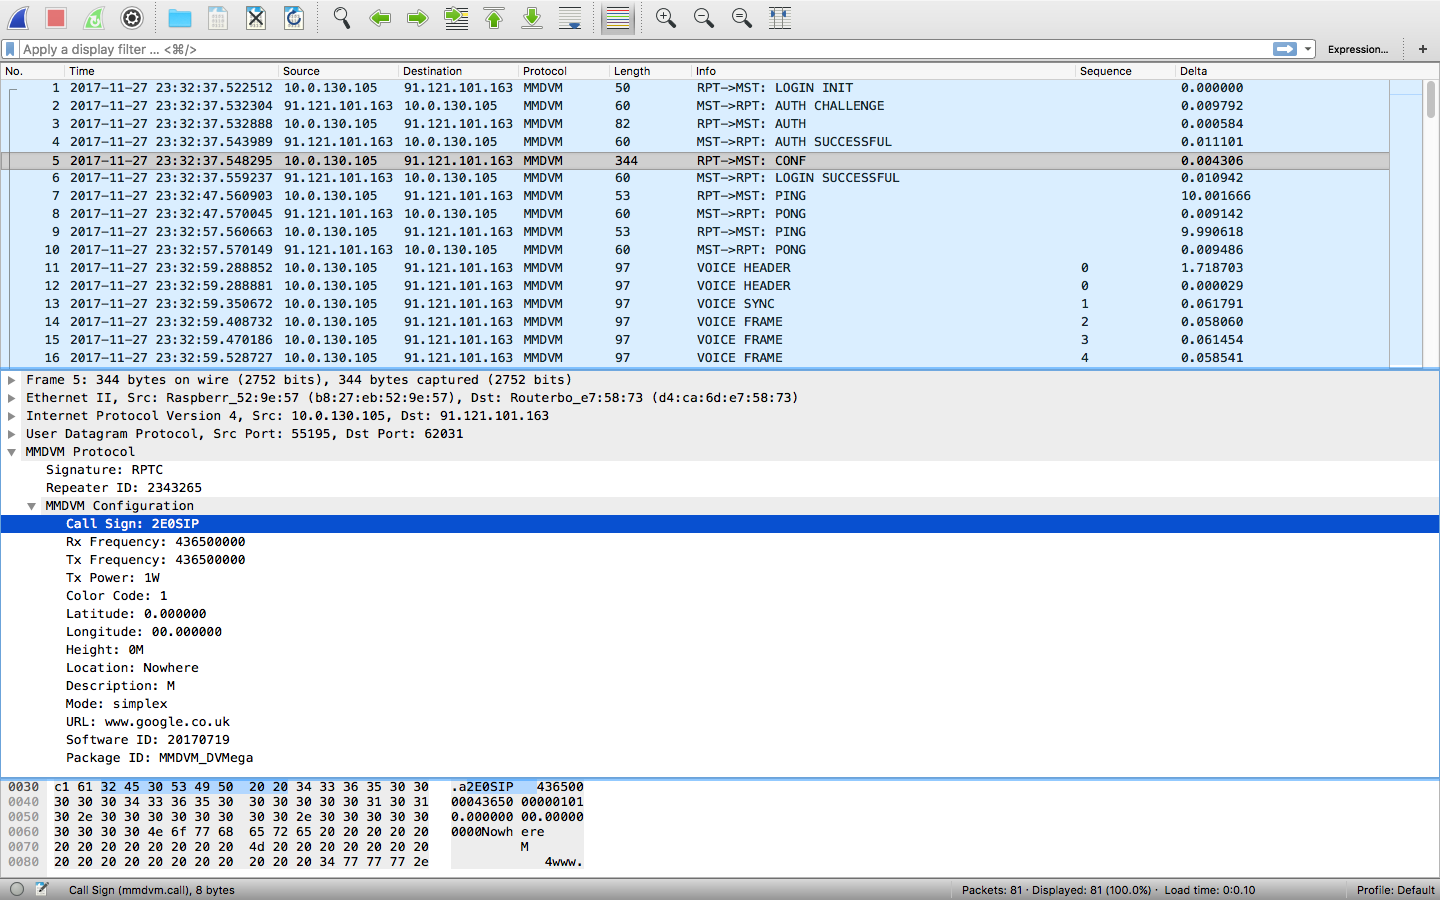 Apply a display filter ... <⌘/> Expression... +
No. Time Source Destination Protocol Length Info Sequence Delta
1 2017-11-27 23:32:37.522512 10.0.130.105 91.121.101.163 MMDVM 50 RPT->MST: LOGIN INIT 0.000000
2 2017-11-27 23:32:37.532304 91.121.101.163 10.0.130.105 MMDVM 60 MST->RPT: AUTH CHALLENGE 0.009792
3 2017-11-27 23:32:37.532888 10.0.130.105 91.121.101.163 MMDVM 82 RPT->MST: AUTH 0.000584
4 2017-11-27 23:32:37.543989 91.121.101.163 10.0.130.105 MMDVM 60 MST->RPT: AUTH SUCCESSFUL 0.011101
5 2017-11-27 23:32:37.548295 10.0.130.105 91.121.101.163 MMDVM 344 RPT->MST: CONF 0.004306
6 2017-11-27 23:32:37.559237 91.121.101.163 10.0.130.105 MMDVM 60 MST->RPT: LOGIN SUCCESSFUL 0.010942
7 2017-11-27 23:32:47.560903 10.0.130.105 91.121.101.163 MMDVM 53 RPT->MST: PING 10.001666
8 2017-11-27 23:32:47.570045 91.121.101.163 10.0.130.105 MMDVM 60 MST->RPT: PONG 0.009142
9 2017-11-27 23:32:57.560663 10.0.130.105 91.121.101.163 MMDVM 53 RPT->MST: PING 9.990618
10 2017-11-27 23:32:57.570149 91.121.101.163 10.0.130.105 MMDVM 60 MST->RPT: PONG 0.009486
11 2017-11-27 23:32:59.288852 10.0.130.105 91.121.101.163 MMDVM 97 VOICE HEADER 0 1.718703
12 2017-11-27 23:32:59.288881 10.0.130.105 91.121.101.163 MMDVM 97 VOICE HEADER 0 0.000029
13 2017-11-27 23:32:59.350672 10.0.130.105 91.121.101.163 MMDVM 97 VOICE SYNC 1 0.061791
14 2017-11-27 23:32:59.408732 10.0.130.105 91.121.101.163 MMDVM 97 VOICE FRAME 2 0.058060
15 2017-11-27 23:32:59.470186 10.0.130.105 91.121.101.163 MMDVM 97 VOICE FRAME 3 0.061454
16 2017-11-27 23:32:59.528727 10.0.130.105 91.121.101.163 MMDVM 97 VOICE FRAME 4 0.058541
Frame 5: 344 bytes on wire (2752 bits), 344 bytes captured (2752 bits)
Ethernet II, Src: Raspberr_52:9e:57 (b8:27:eb:52:9e:57), Dst: Routerbo_e7:58:73 (d4:ca:6d:e7:58:73)
Internet Protocol Version 4, Src: 10.0.130.105, Dst: 91.121.101.163
User Datagram Protocol, Src Port: 55195, Dst Port: 62031
MMDVM Protocol
Signature: RPTC
Repeater ID: 2343265
MMDVM Configuration
Call Sign: 2E0SIP
Rx Frequency: 436500000
Tx Frequency: 436500000
Tx Power: 1W
Color Code: 1
Latitude: 0.000000
Longitude: 00.000000
Height: 0M
Location: Nowhere
Description: M
Mode: simplex
URL: www.google.co.uk
Software ID: 20170719
Package ID: MMDVM_DVMega
0030 c1 61 32 45 30 53 49 50 20 20 34 33 36 35 30 30 .a2E0SIP 436500
0040 30 30 30 34 33 36 35 30 30 30 30 30 30 31 30 31 00043650 00000101
0050 30 2e 30 30 30 30 30 30 30 30 2e 30 30 30 30 30 0.000000 00.00000
0060 30 30 30 30 4e 6f 77 68 65 72 65 20 20 20 20 20 0000Nowh ere
0070 20 20 20 20 20 20 20 20 4d 20 20 20 20 20 20 20 M
0080 20 20 20 20 20 20 20 20 20 20 20 34 77 77 77 2e 4www.
Call Sign (mmdvm.call), 8 bytes Packets: 81 · Displayed: 81 (100.0%) · Load time: 0:0.10 Profile: Default